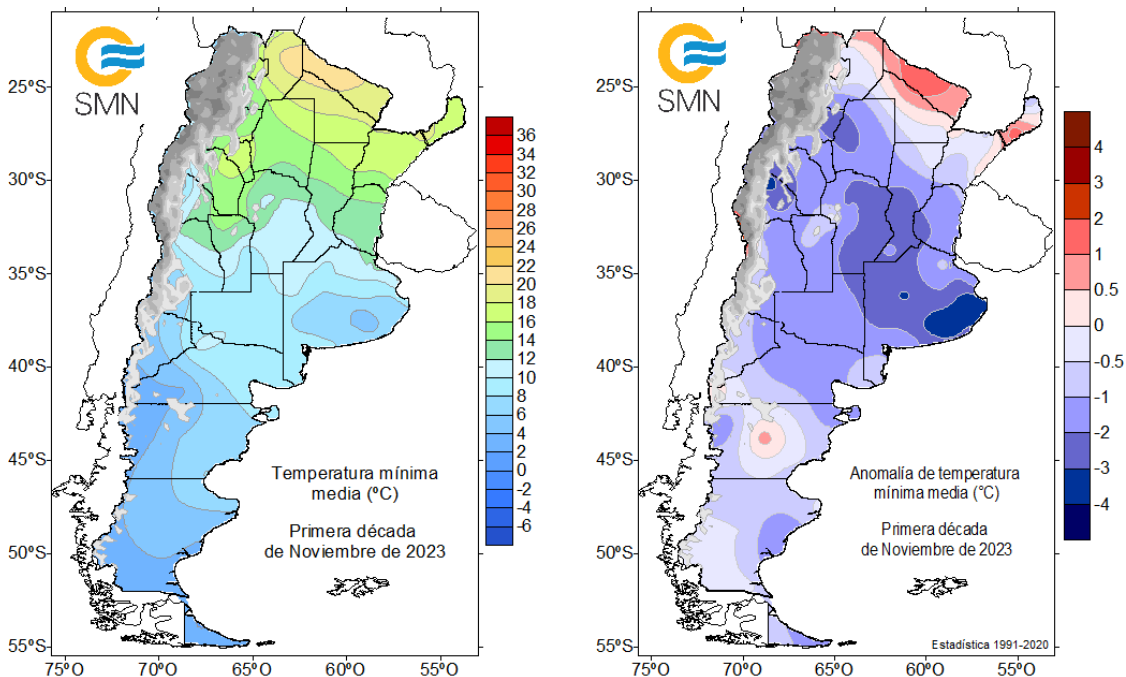 SMN
25ºS
30ºS
35ºS
40ºS
45ºS
50ºS
55ºS
75ºO
70ºO
65ºO
60ºO
55ºO
36
34
32
30
28
26
24
22
20
18
16
14
12
10
8
6
4
2
0
-2
-4
-6
Temperatura mínima
media (ºC)
Primera década
de Noviembre de 2023
SMN
25ºS
30ºS
35ºS
40ºS
45ºS
50ºS
55ºS
75ºO
70ºO
65ºO
60ºO
55ºO
4
3
2
1
0.5
0
-0.5
-1
-2
-3
-4
Anomalía de temperatura
mínima media (°C)
Primera década
de Noviembre de 2023
Estadística 1991-2020